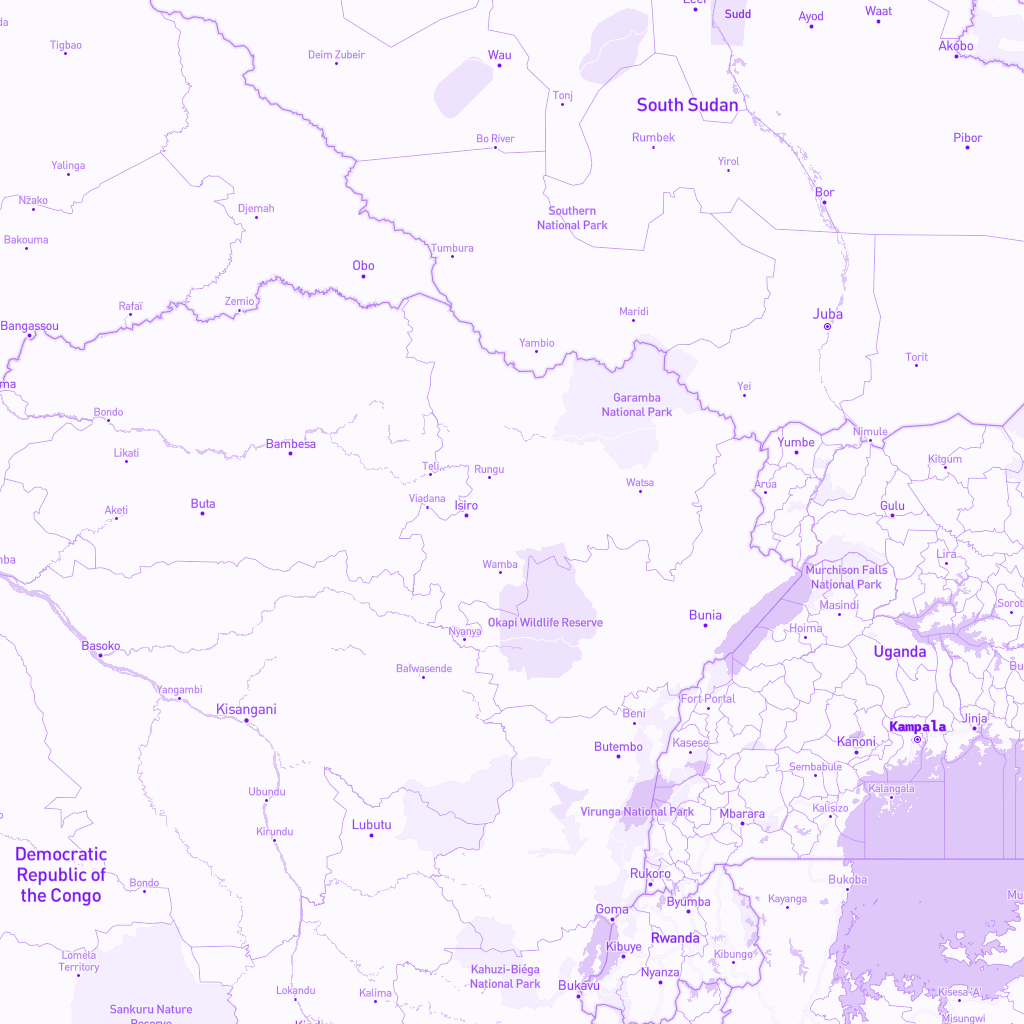 Sudd
Waat
Ayod
Tigbao
Deim Zubeir
Wau
Akobo
Tonj
South Sudan
Bo River
Rumbek
Pibor
Yalinga
Yirol
Nzako
Djemah
Bor
Southern
National Park
Bakouma
Tumbura
Obo
Zemio
Rafaï
Maridi
Juba
Bangassou
Yambio
Torit
Yei
Garamba
National Park
Bondo
Nimule
Bambesa
Yumbe
Likati
Teli
Rungu
Kitgum
Watsa
Arua
Buta
Viadana
Isiro
Gulu
Aketi
Lira
Wamba
Murchison Falls
National Park
Masindi
Bunia
Okapi Wildlife Reserve
Hoima
Nyanya
Basoko
Uganda
Bafwasende
Yangambi
Fort Portal
Kisangani
Beni
Jinja
Kampala
Butembo
Kasese
Kanoni
Sembabule
Ubundu
Kalangala
Virunga National Park
Mbarara
Kalisizo
Lubutu
Kirundu
Democratic
Republic of
the Congo
Rukoro
Bukoba
Bondo
Kayanga
Goma
Byumba
Rwanda
Kibuye
Lomela
Territory
Kibungo
Kahuzi-Biéga
National Park
Nyanza
Bukavu
Lokandu
Kalima
Kisesa 'A'
Sankuru Nature
Reserve
Misungwi